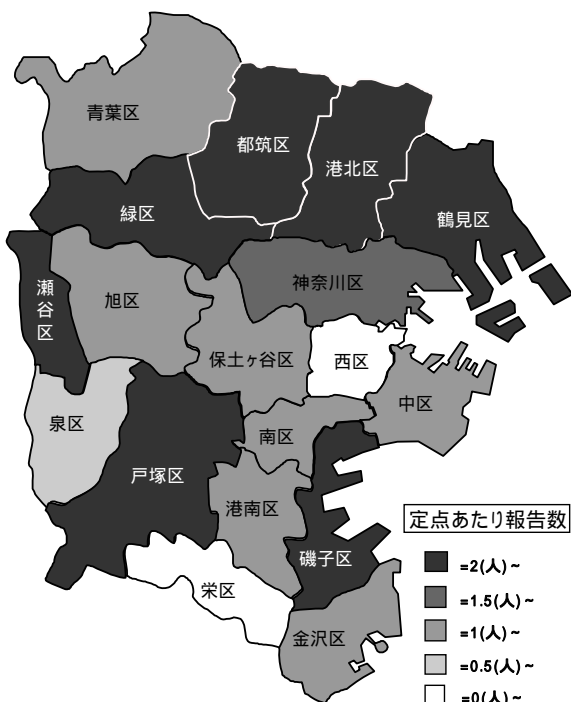 青葉区
都筑区
港北区
緑区
鶴見区
瀬谷区
旭区
神奈川区
保土ヶ谷区
西区
中区
泉区
南区
戸塚区
港南区
磯子区
栄区
金沢区
定点あたり報告数
=2(人)~
=1.5(人)~
=1(人)~
=0.5(人)~
=0(人)~